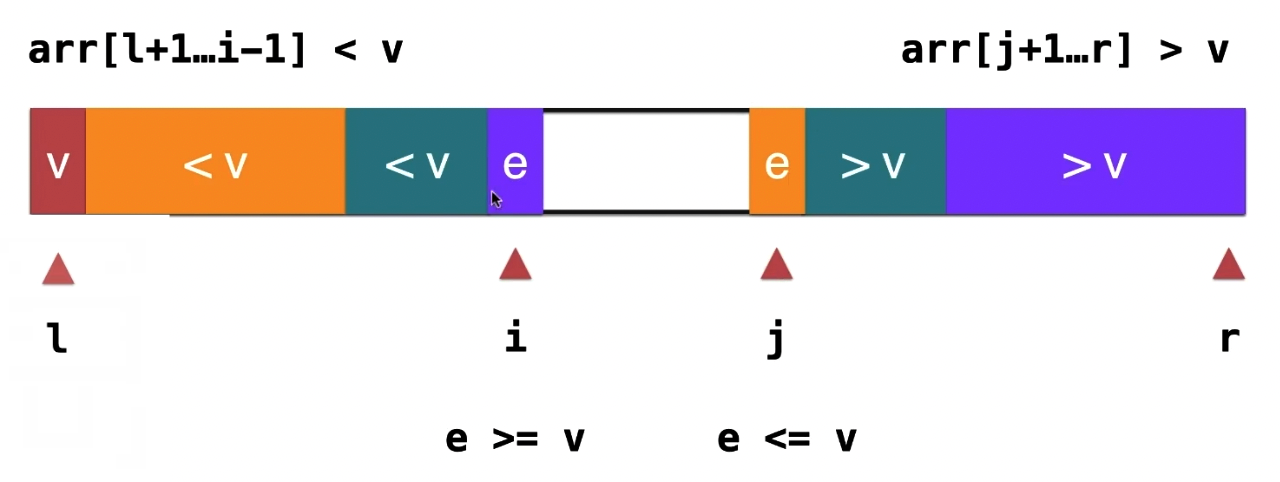 arr[l+1…i-1] < v arr[j+1…r] > v
v < v < v e e > v > v
l i j r
e >= v e <= v